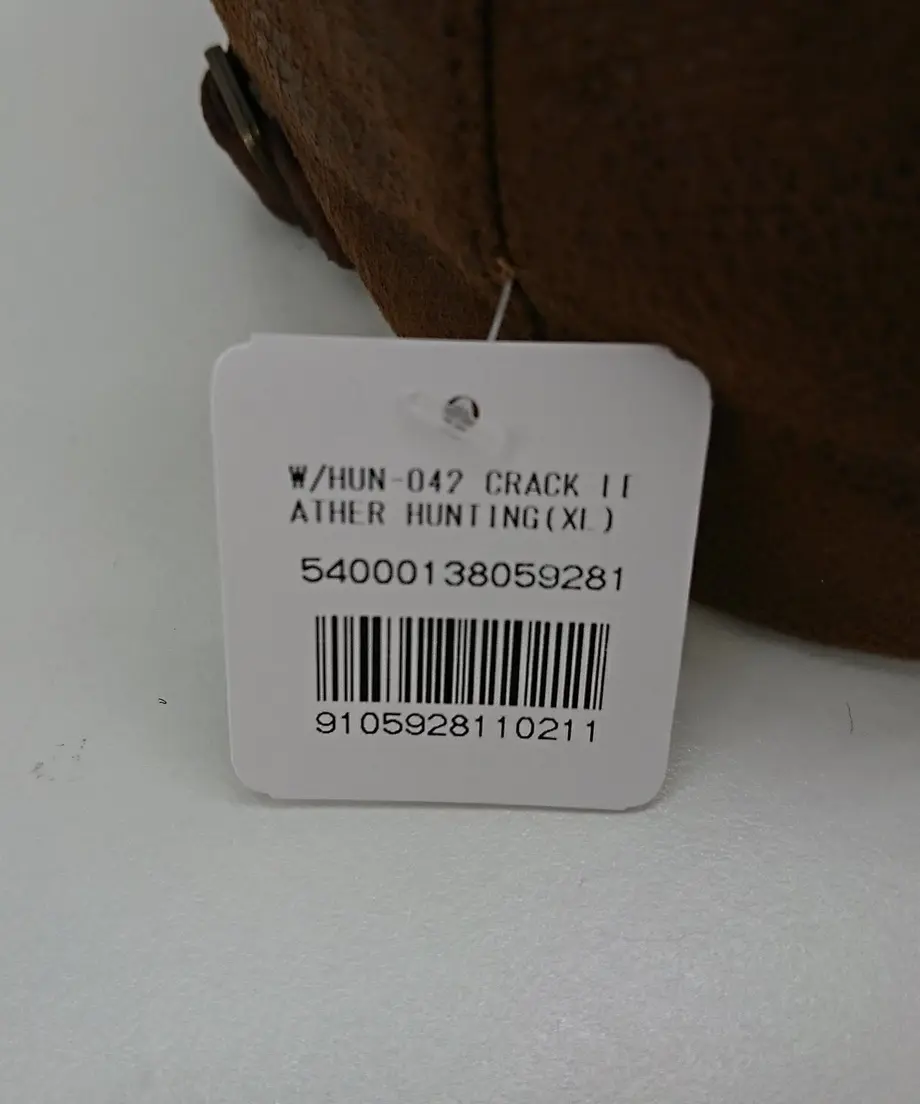 W/HUN-042 CRACK LE
ATHER HUNTING(XL)
54000138059281
9105928110211